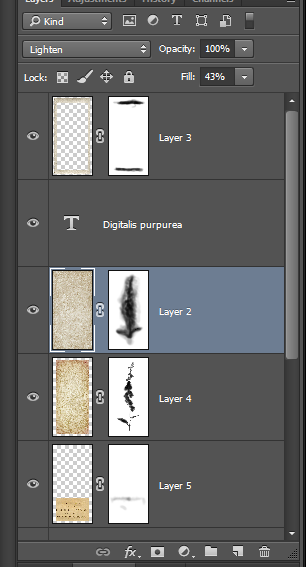 Layers Adjustments History Channels
Kind T
Lighten Opacity: 100%
Lock: Fill: 43%
Layer 3
T Digitalis purpurea
Layer 2
Layer 4
Layer 5
fx